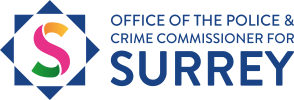 OFFICE OF THE POLICE &
CRIME COMMISSIONER FOR
SURREY